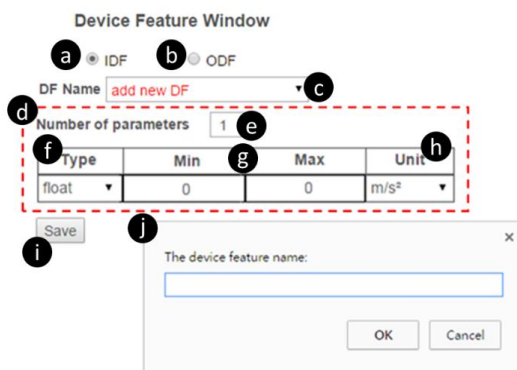 Device Feature Window
a IDF b ODF
DF Name add new DF c
d
Number of parameters 1 e
f Type Min g Max Unit h
float 0 0 m/s²
Save
i
j
×
The device feature name:
OK Cancel